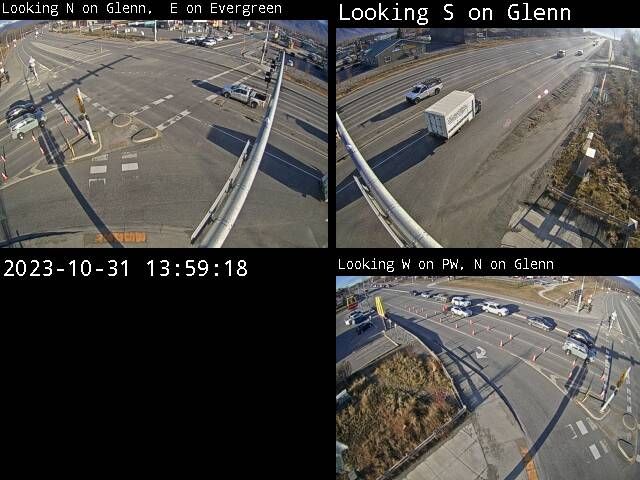 Looking N on Glenn,  E on Evergreen
Looking S on Glenn
2023-10-31 13:59:18
Looking W on PW, N on Glenn